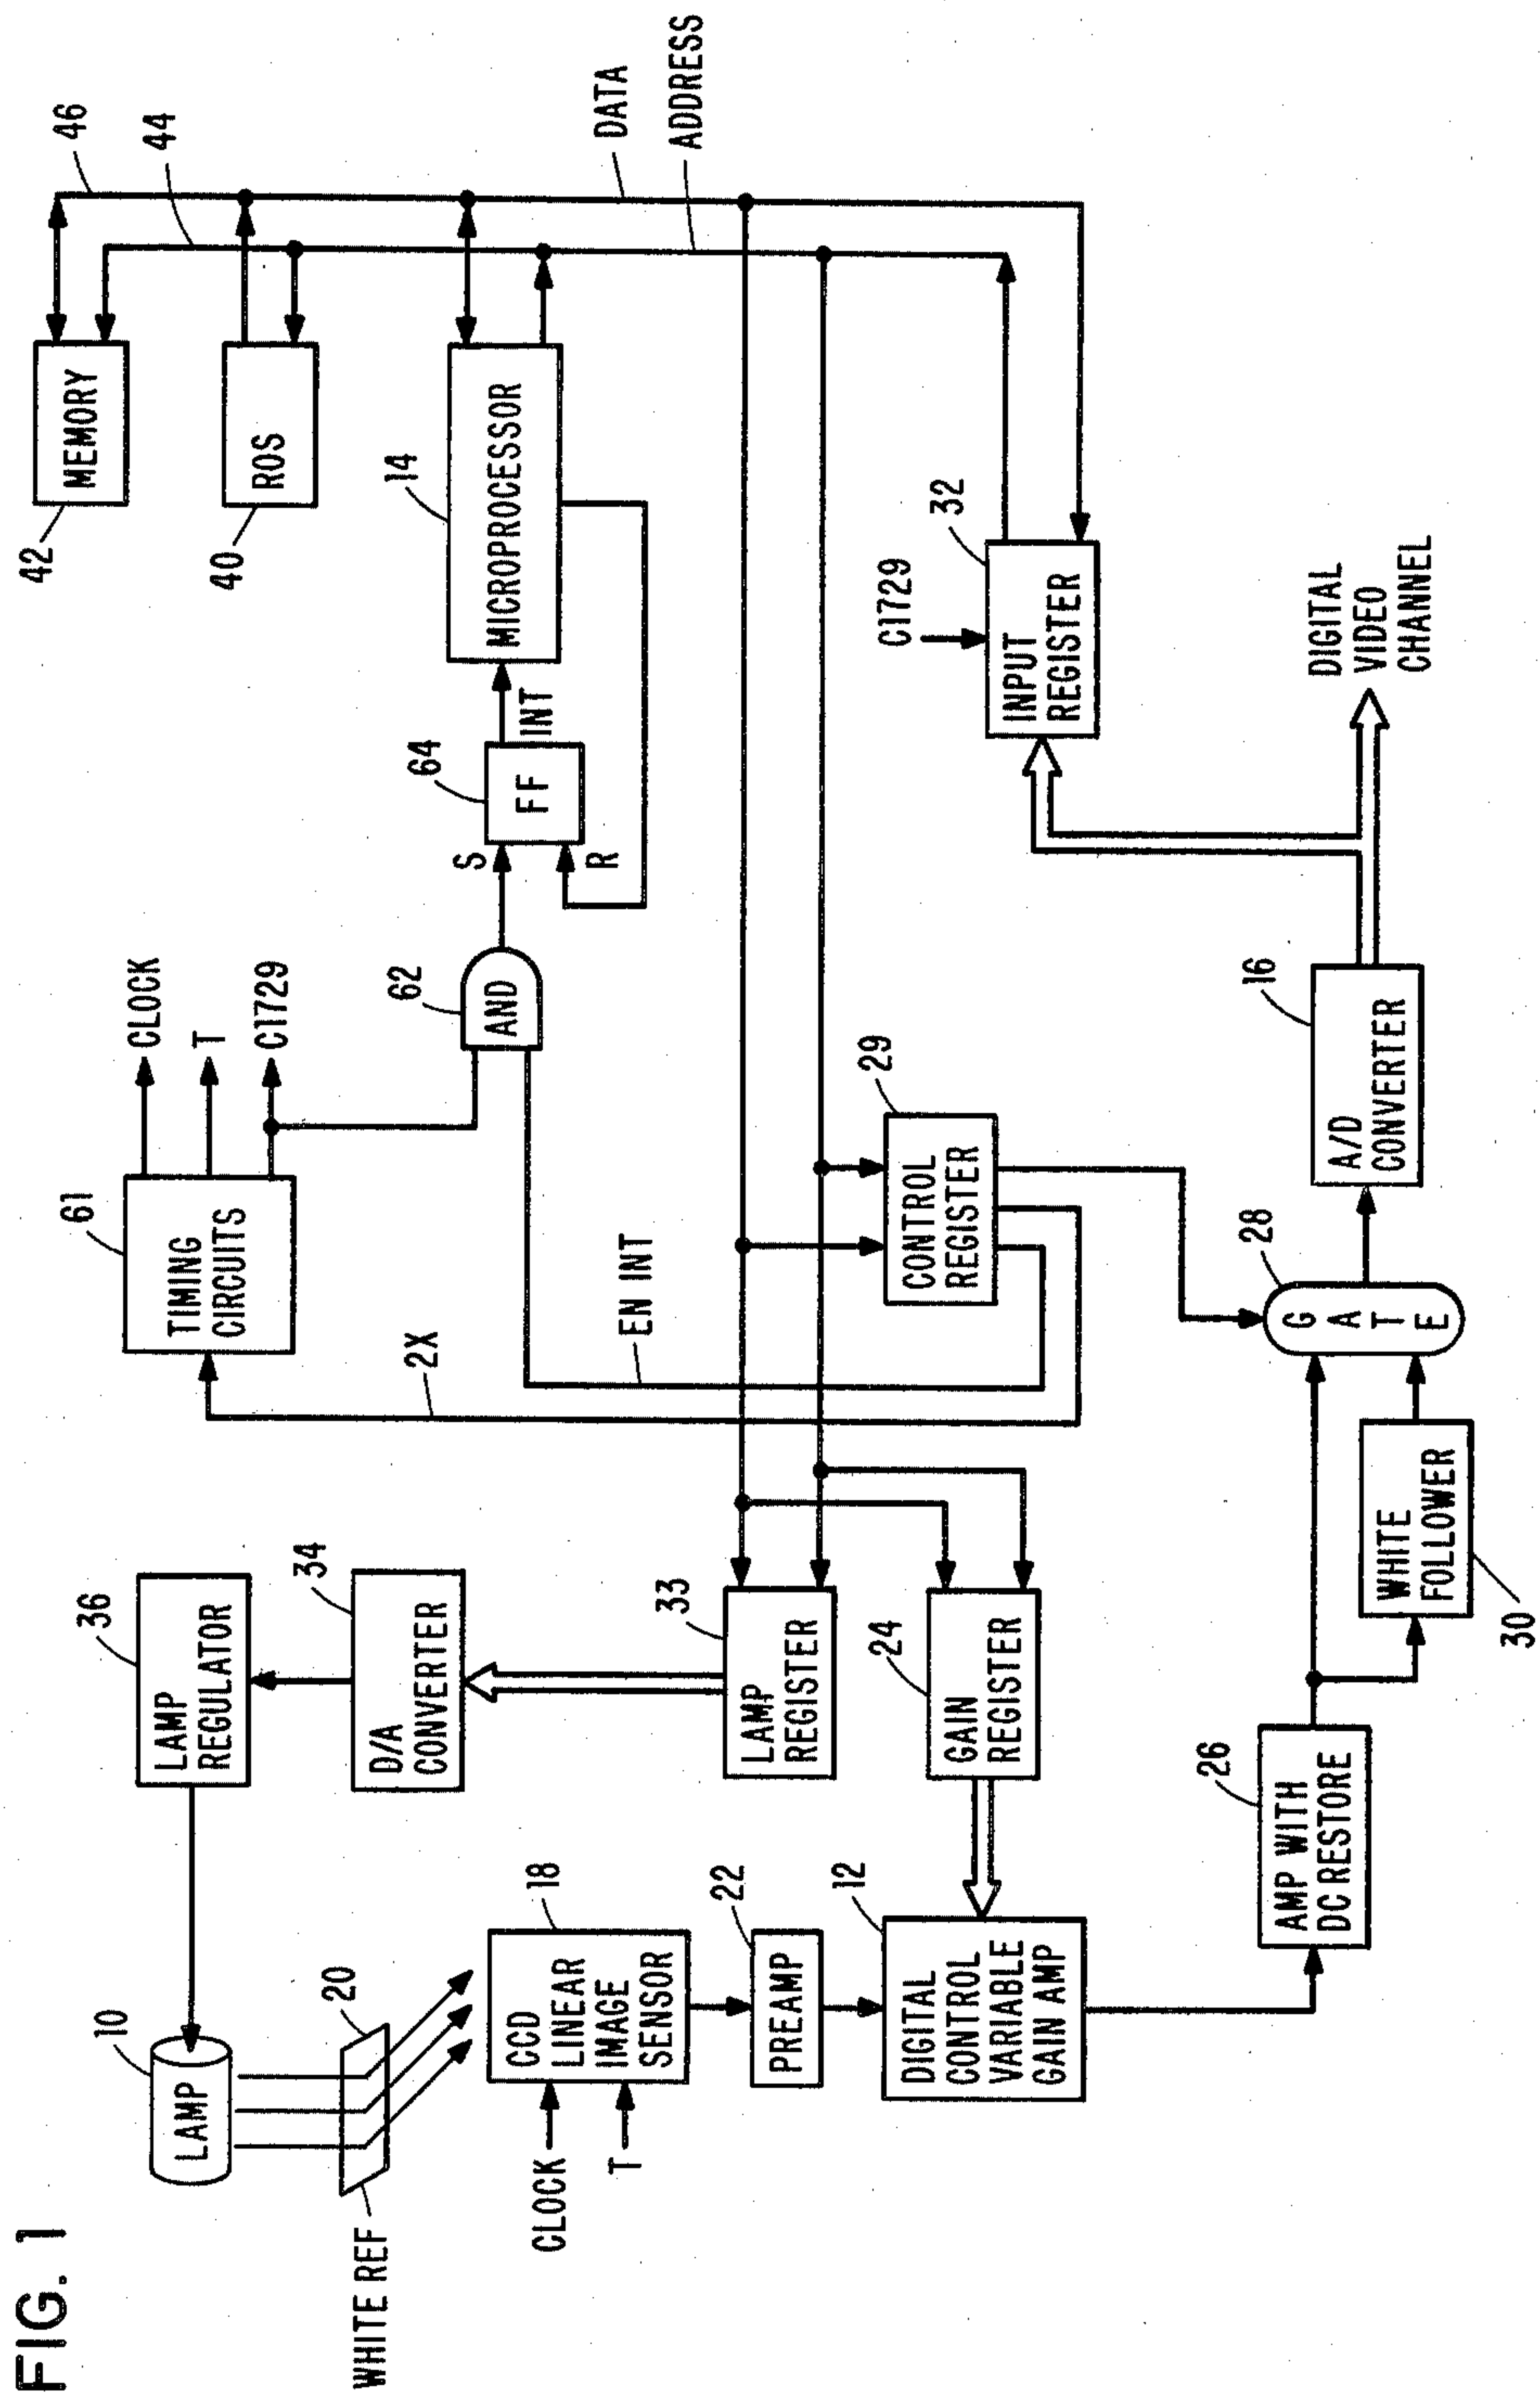 FIG. 1
10
LAMP
WHITE REF
20
36
LAMP
REGULATOR
34
D/A
CONVERTER
33
LAMP
REGISTER
24
GAIN
REGISTER
18
CCD
LINEAR
IMAGE
SENSOR
CLOCK
T
22
PREAMP
12
DIGITAL
CONTROL
VARIABLE
GAIN AMP
26
AMP WITH
DC RESTORE
WHITE
FOLLOWER
30
28
GATE
16
A/D
CONVERTER
DIGITAL
VIDEO
CHANNEL
61
TIMING
CIRCUITS
CLOCK
T
C1729
2X
EN INT
29
CONTROL
REGISTER
62
AND
S
R
64
FF
INT
14
MICROPROCESSOR
C1729
32
INPUT
REGISTER
42
MEMORY
40
ROS
46
44
DATA
ADDRESS